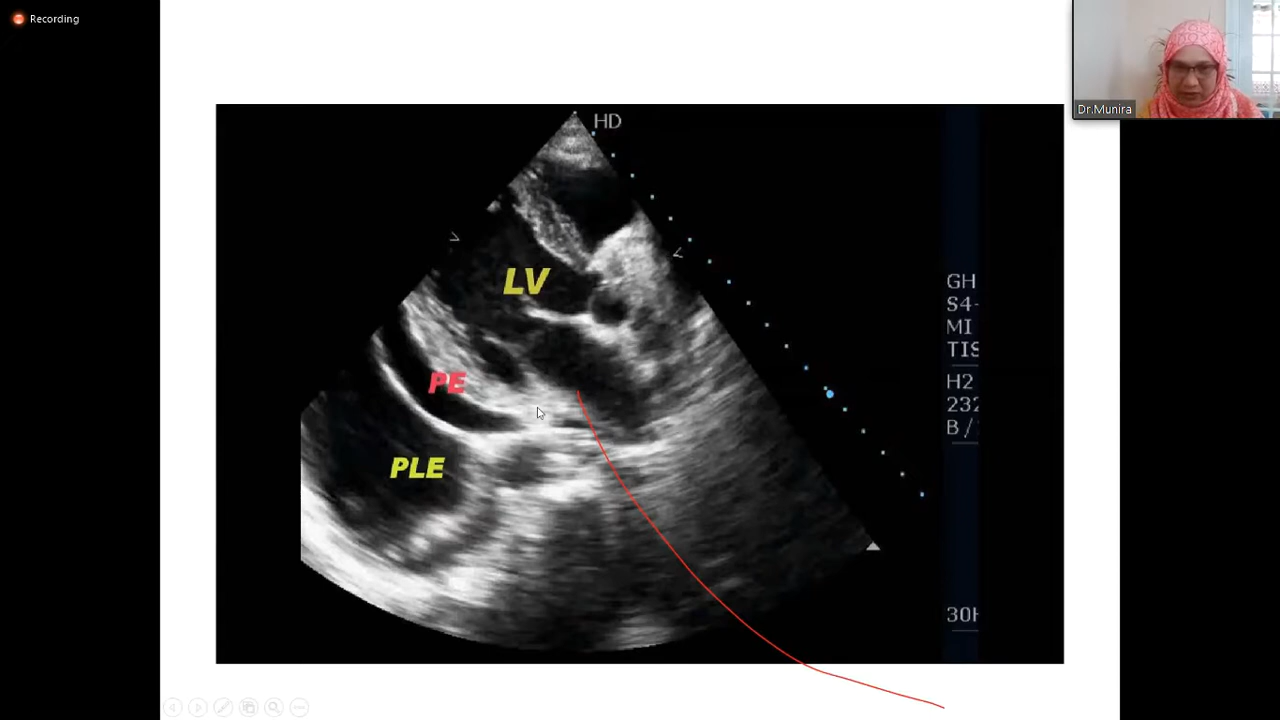 Recording
Dr.Munira
HD
LV
PE
PLE
GH
S4-
MI
TIS
H2
232
B/
30H